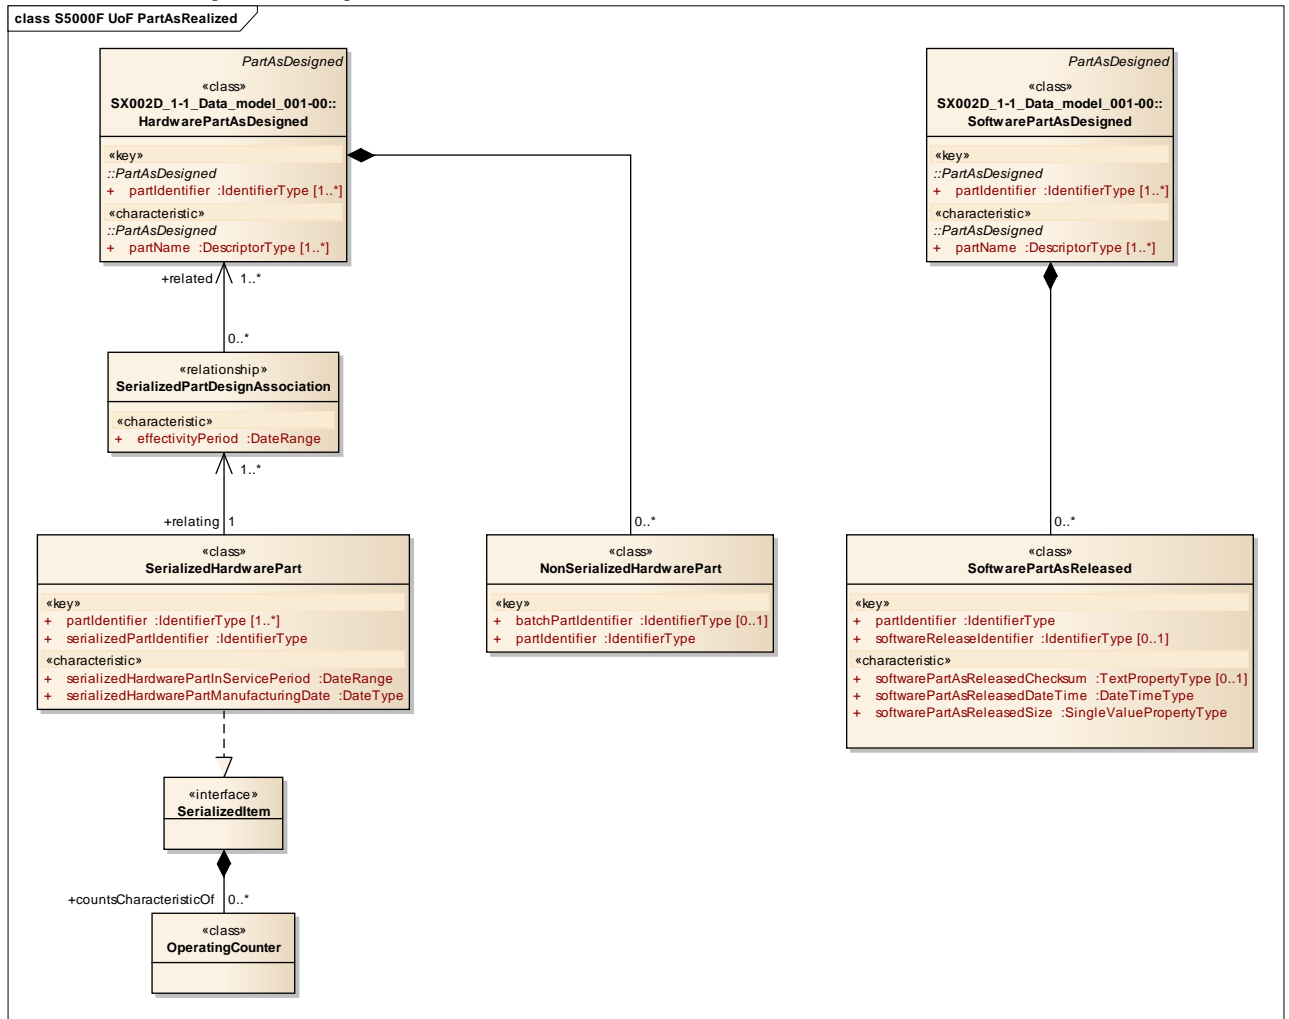 class S5000F UoF PartAsRealized
PartAsDesigned
«class»
SX002D_1-1_Data_model_001-00::
HardwarePartAsDesigned
«key»
::PartAsDesigned
+ partIdentifier :IdentifierType [1..*]
«characteristic»
::PartAsDesigned
+ partName :DescriptorType [1..*]
PartAsDesigned
«class»
SX002D_1-1_Data_model_001-00::
SoftwarePartAsDesigned
«key»
::PartAsDesigned
+ partIdentifier :IdentifierType [1..*]
«characteristic»
::PartAsDesigned
+ partName :DescriptorType [1..*]
+related
1..*
0..*
«relationship»
SerializedPartDesignAssociation
«characteristic»
+ effectivityPeriod :DateRange
1..*
+relating
1
0..*
0..*
«class»
SerializedHardwarePart
«key»
+ partIdentifier :IdentifierType [1..*]
+ serializedPartIdentifier :IdentifierType
«characteristic»
+ serializedHardwarePartInServicePeriod :DateRange
+ serializedHardwarePartManufacturingDate :DateType
«class»
NonSerializedHardwarePart
«key»
+ batchPartIdentifier :IdentifierType [0..1]
+ partIdentifier :IdentifierType
«class»
SoftwarePartAsReleased
«key»
+ partIdentifier :IdentifierType
+ softwareReleaseIdentifier :IdentifierType [0..1]
«characteristic»
+ softwarePartAsReleasedChecksum :TextPropertyType [0..1]
+ softwarePartAsReleasedDateTime :DateTimeType
+ softwarePartAsReleasedSize :SingleValuePropertyType
«interface»
SerializedItem
+countsCharacteristicOf
0..*
«class»
OperatingCounter